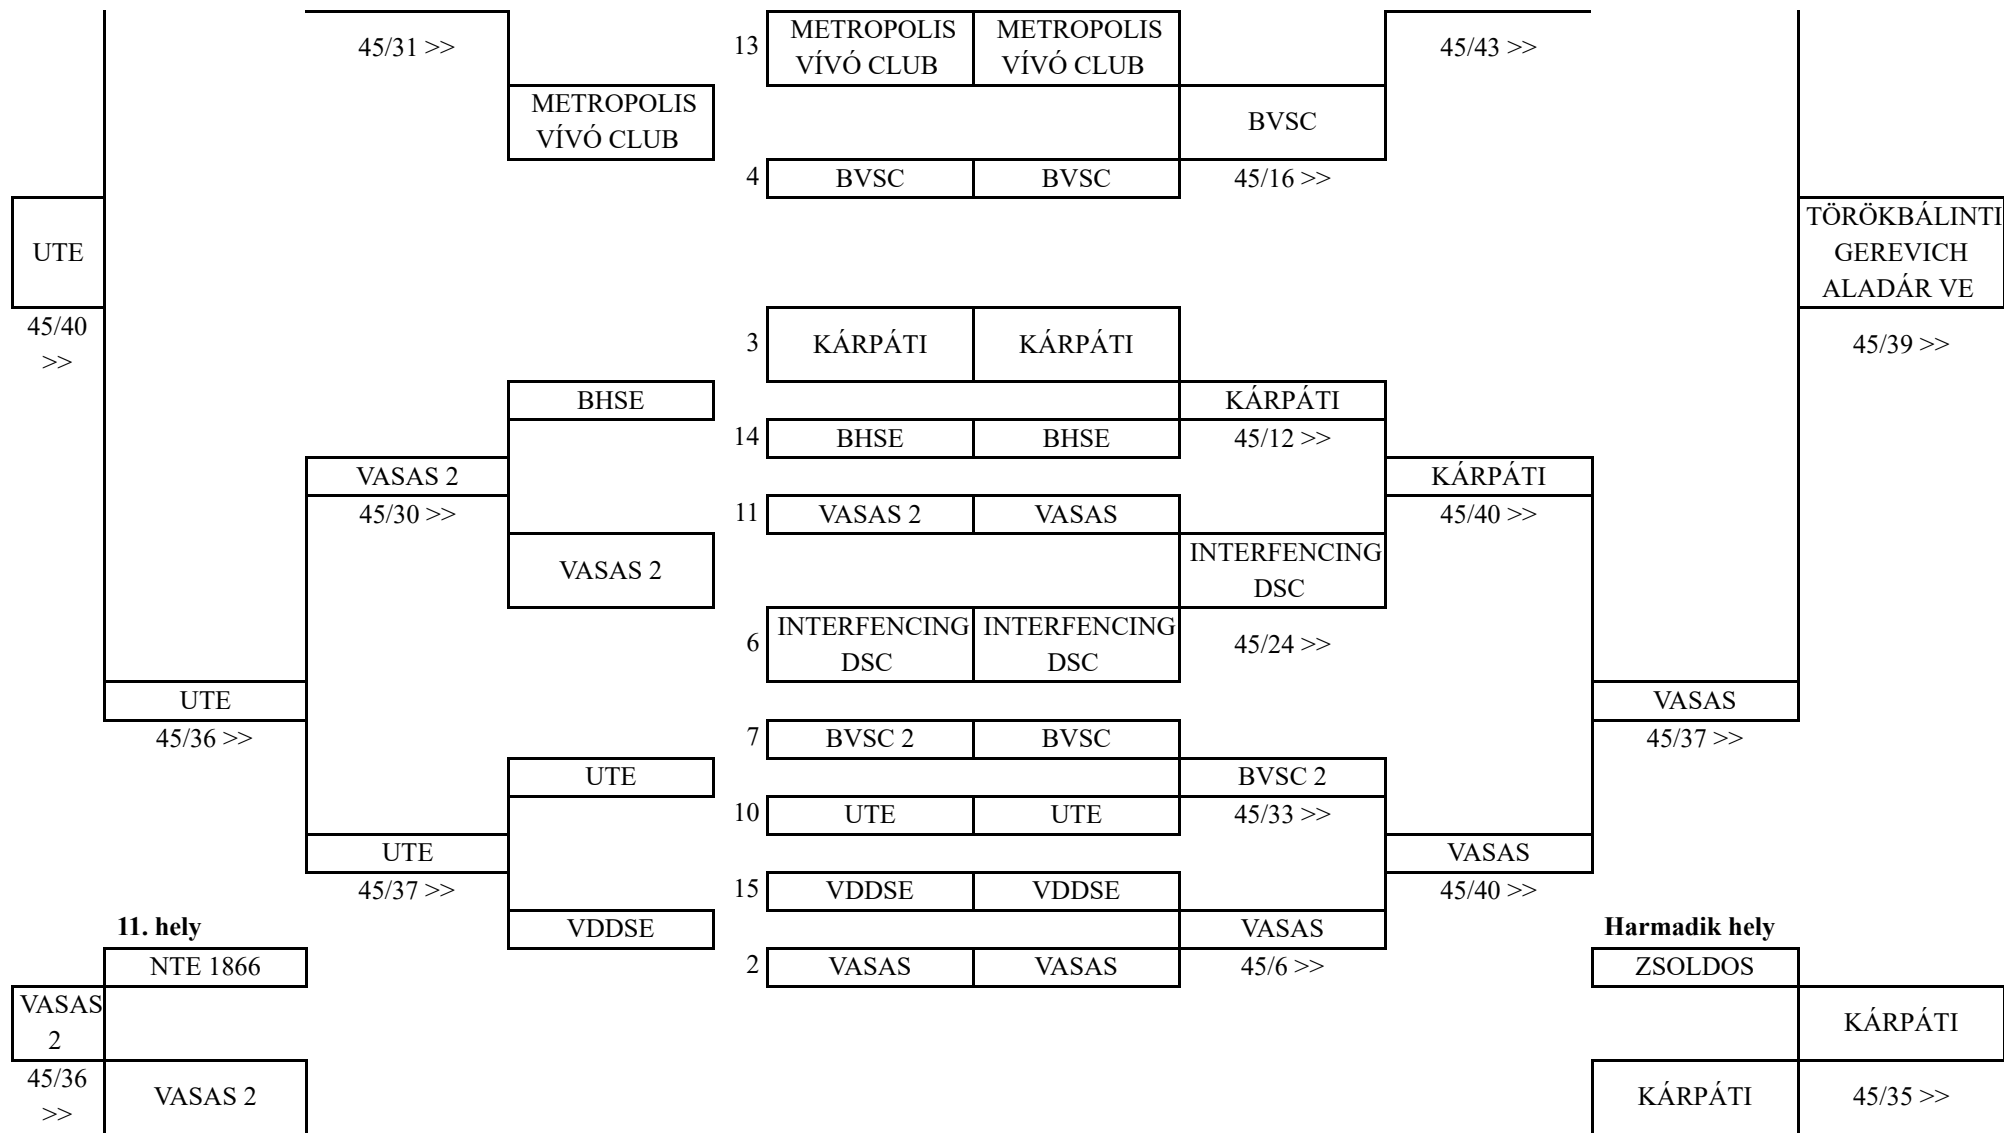 45/31 >>
13
METROPOLIS
VÍVÓ CLUB
METROPOLIS
VÍVÓ CLUB
45/43 >>
METROPOLIS
VÍVÓ CLUB
BVSC
4
BVSC
BVSC
45/16 >>
UTE
TÖRÖKBÁLINTI
GEREVICH
ALADÁR VE
45/40
>>
3
KÁRPÁTI
KÁRPÁTI
45/39 >>
BHSE
KÁRPÁTI
14
BHSE
BHSE
45/12 >>
VASAS 2
KÁRPÁTI
45/30 >>
11
VASAS 2
VASAS
45/40 >>
VASAS 2
INTERFENCING
DSC
6
INTERFENCING
DSC
INTERFENCING
DSC
45/24 >>
UTE
VASAS
45/36 >>
7
BVSC 2
BVSC
45/37 >>
UTE
BVSC 2
10
UTE
UTE
45/33 >>
UTE
VASAS
45/37 >>
15
VDDSE
VDDSE
45/40 >>
11. hely
VDDSE
VASAS
Harmadik hely
NTE 1866
2
VASAS
VASAS
45/6 >>
ZSOLDOS
VASAS
2
KÁRPÁTI
45/36
>>
VASAS 2
KÁRPÁTI
45/35 >>